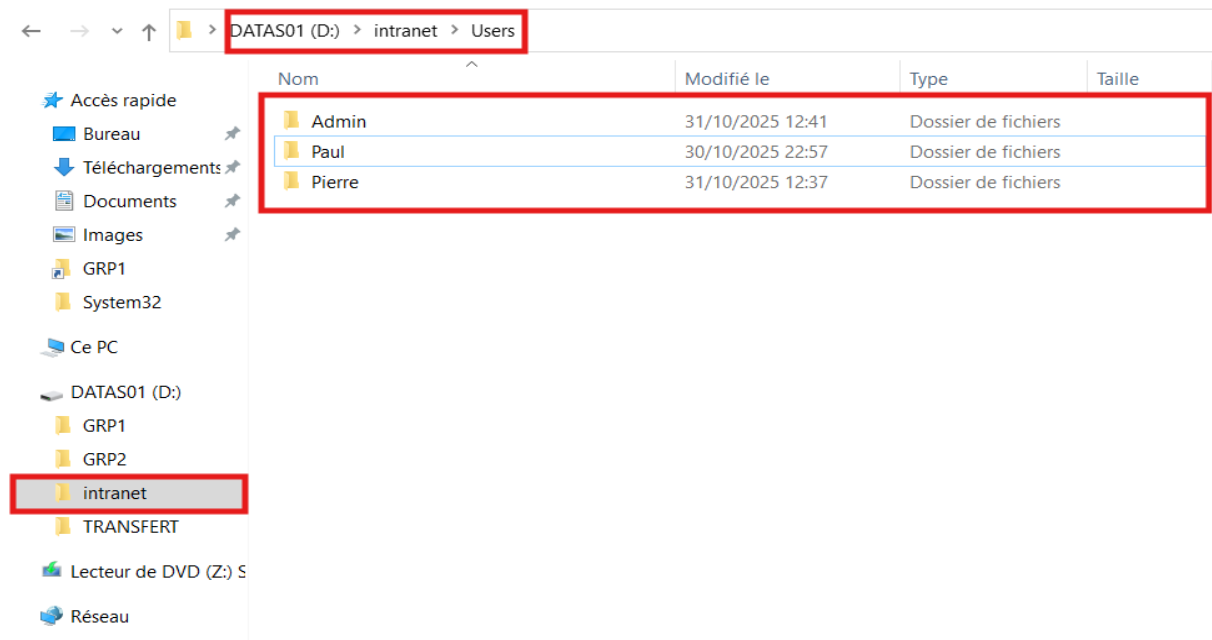 DATAS01 (D:) > intranet > Users
Nom Modifié le Type Taille
Accès rapide
Bureau
Téléchargements
Documents
Images
GRP1
System32
Ce PC
DATAS01 (D:)
GRP1
GRP2
intranet
TRANSFERT
Lecteur de DVD (Z:) S
Réseau
Admin 31/10/2025 12:41 Dossier de fichiers
Paul 30/10/2025 22:57 Dossier de fichiers
Pierre 31/10/2025 12:37 Dossier de fichiers